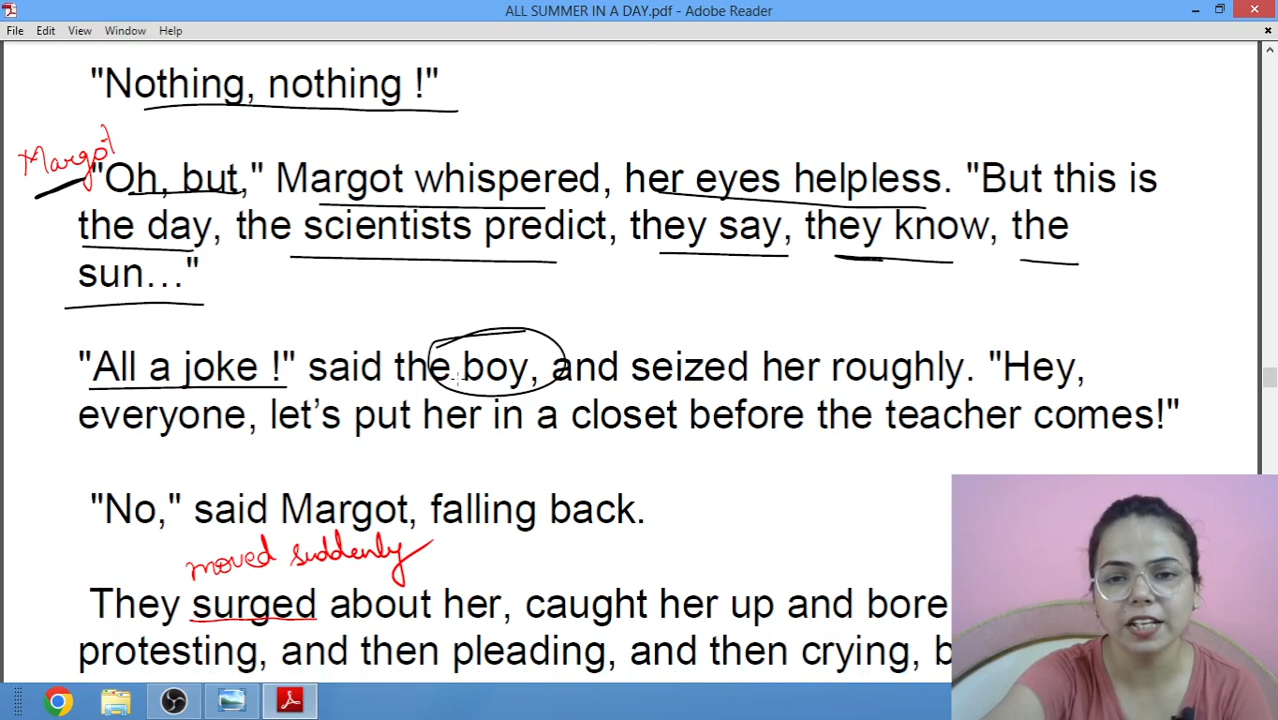 ALL SUMMER IN A DAY.pdf - Adobe Reader
File Edit View Window Help
"Nothing, nothing !"
Margot
"Oh, but," Margot whispered, her eyes helpless. "But this is
the day, the scientists predict, they say, they know, the
sun…"
"All a joke !" said the boy, and seized her roughly. "Hey,
everyone, let’s put her in a closet before the teacher comes!"
"No," said Margot, falling back.
moved suddenly
They surged about her, caught her up and bore
protesting, and then pleading, and then crying,